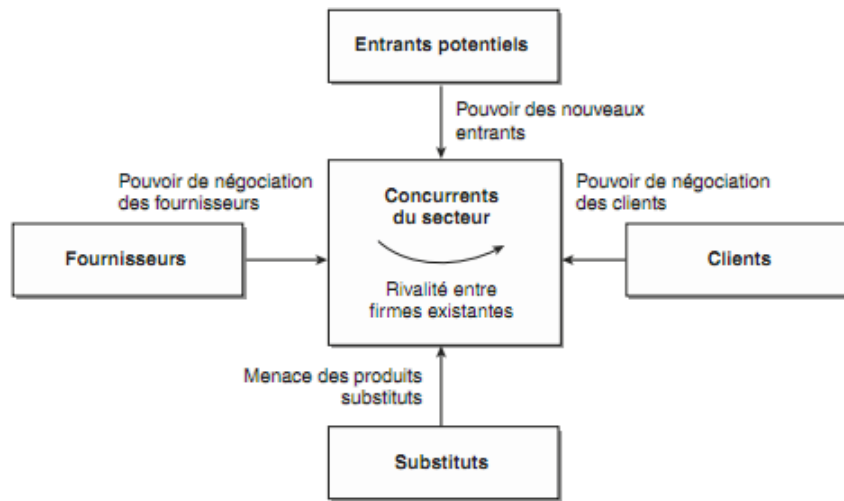 Entrants potentiels
Pouvoir des nouveaux
entrants
Pouvoir de négociation
des fournisseurs
Concurrents
du secteur
Pouvoir de négociation
des clients
Fournisseurs
Rivalité entre
firmes existantes
Clients
Menace des produits
substituts
Substituts